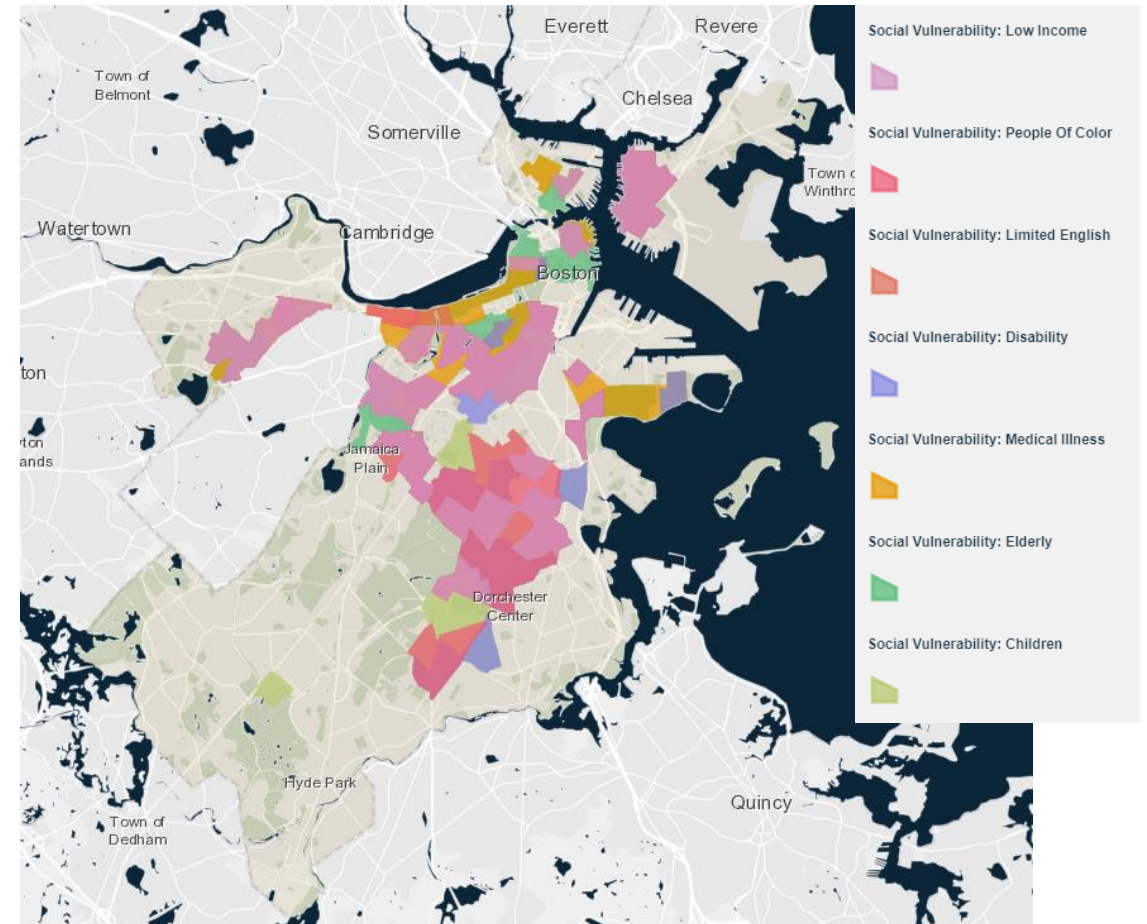 Everett
Revere
Town of
Belmont
Chelsea
Somerville
Town o
Winthro
Watertown
Cambridge
Boston
ton
yton
ands
Jamaica
Plain
Dorchester
Center
Hyde Park
Quincy
Town of
Dedham
Social Vulnerability: Low Income
Social Vulnerability: People Of Color
Social Vulnerability: Limited English
Social Vulnerability: Disability
Social Vulnerability: Medical Illness
Social Vulnerability: Elderly
Social Vulnerability: Children